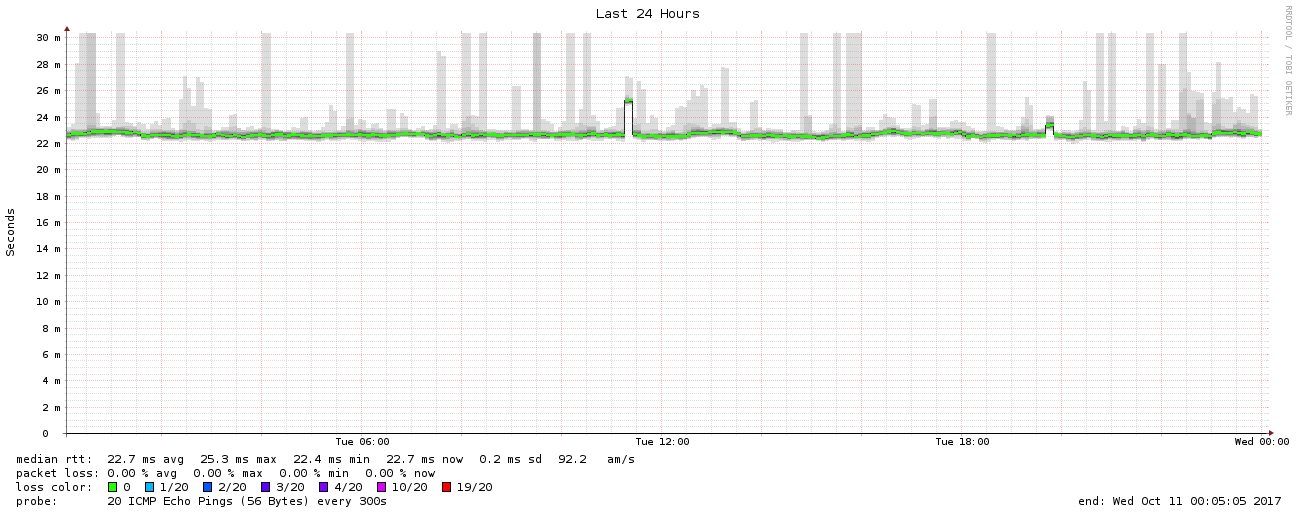 Last 24 Hours
RRDTOOL / TOBI OETIKER
Seconds
30 m
28 m
26 m
24 m
22 m
20 m
18 m
16 m
14 m
12 m
10 m
8 m
6 m
4 m
2 m
0
Tue 06:00 Tue 12:00 Tue 18:00 Wed 00:00
median rtt: 22.7 ms avg 25.3 ms max 22.4 ms min 22.7 ms now 0.2 ms sd 92.2 am/s
packet loss: 0.00 % avg 0.00 % max 0.00 % min 0.00 % now
loss color: 0 1/20 2/20 3/20 4/20 10/20 19/20
probe: 20 ICMP Echo Pings (56 Bytes) every 300s end: Wed Oct 11 00:05:05 2017